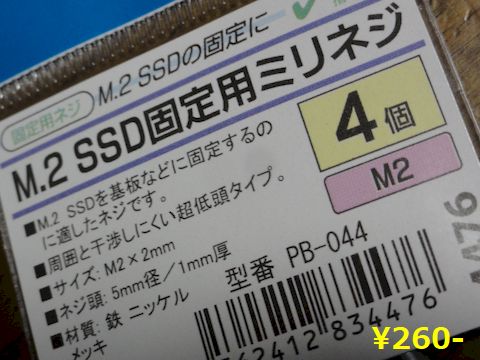 固定用ネジ
M.2 SSDの固定に
M.2 SSD固定用ミリネジ
4個
M2
■M.2 SSDを基板などに固定するの
に適したネジです。
■周囲と干渉しにくい超低頭タイプ。
■サイズ: M2×2mm
■ネジ頭: 5mm径/1mm厚
■材質: 鉄 ニッケル
メッキ
型番 PB-044
562412 834476
4476
¥260-